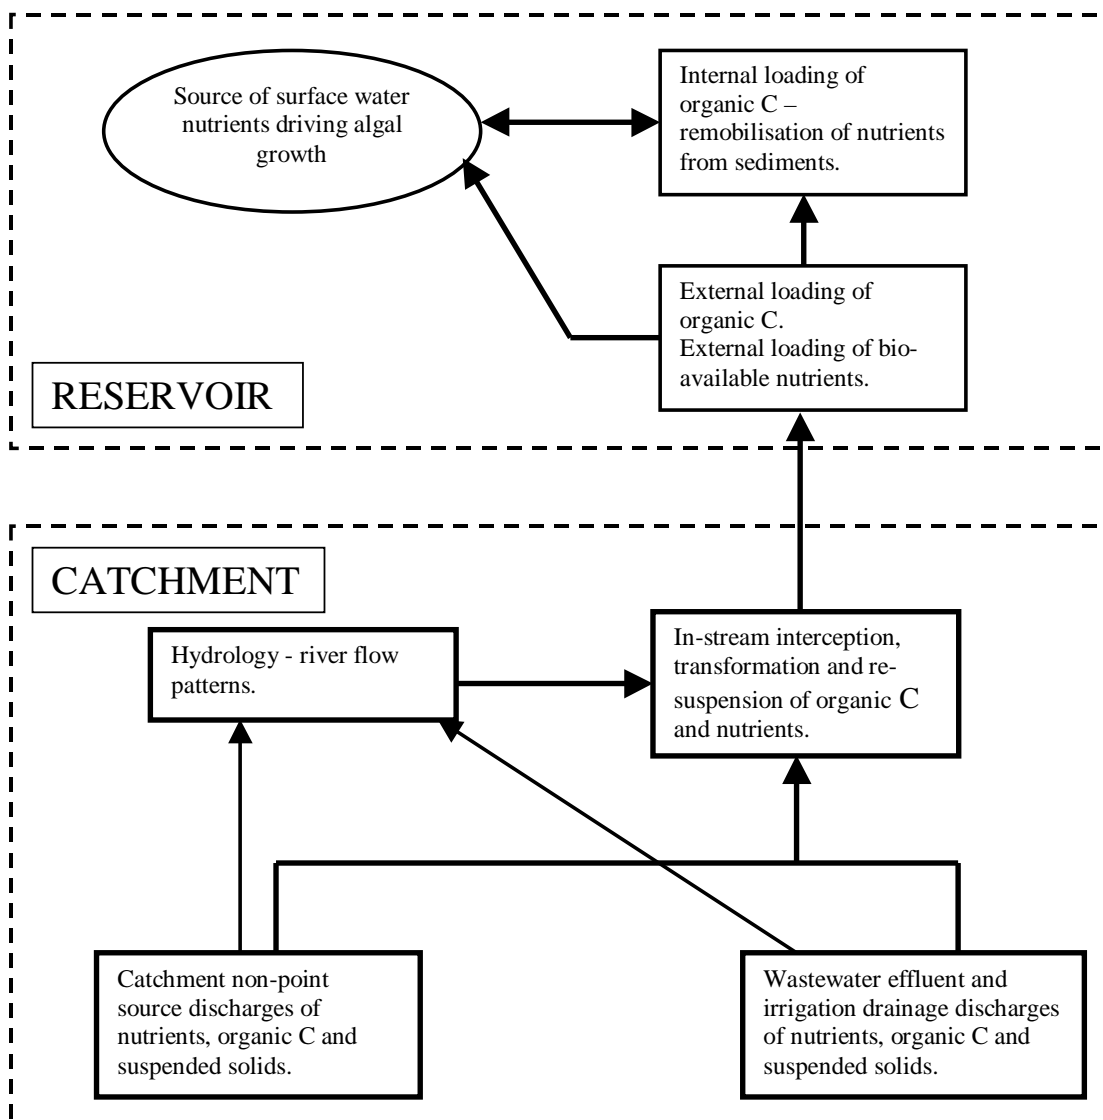 Source of surface water
nutrients driving algal
growth
Internal loading of
organic C –
remobilisation of nutrients
from sediments.
External loading of
organic C.
External loading of bio-
available nutrients.
RESERVOIR
CATCHMENT
Hydrology - river flow
patterns.
In-stream interception,
transformation and re-
suspension of organic C
and nutrients.
Catchment non-point
source discharges of
nutrients, organic C and
suspended solids.
Wastewater effluent and
irrigation drainage discharges
of nutrients, organic C and
suspended solids.